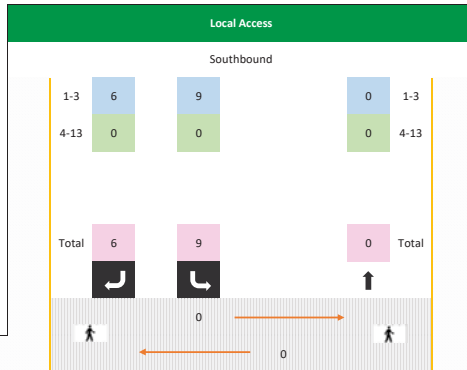 Local Access
Southbound
1-3 6 9 0 1-3
4-13 0 0 0 4-13
Total 6 9 0 Total
0
0